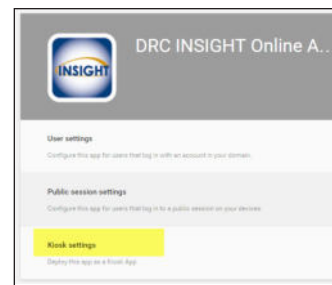 DRC INSIGHT Online A..
INSIGHT
User settings
Configure this app for users that log in with an account in your domain.
Public session settings
Configure this app for users that log in to a public session on your devices.
Kiosk settings
Deploy this app as a Kiosk App.